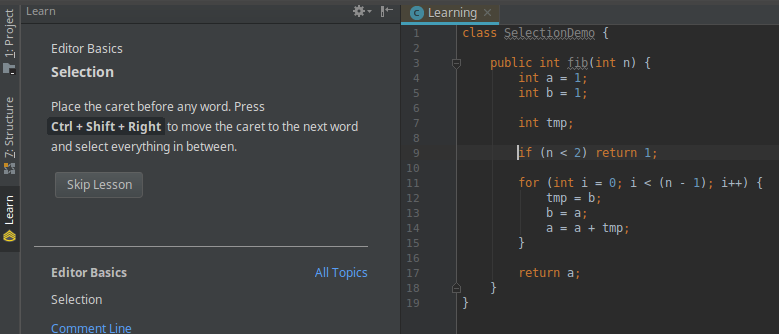 Learn
1: Project
7: Structure
Learn
Editor Basics
Selection
Place the caret before any word. Press
Ctrl + Shift + Right to move the caret to the next word
and select everything in between.
Skip Lesson
Editor Basics
All Topics
Selection
Comment Line
C Learning
1 class SelectionDemo {
2
3 public int fib(int n) {
4 int a = 1;
5 int b = 1;
6
7 int tmp;
8
9 if (n < 2) return 1;
10
11 for (int i = 0; i < (n - 1); i++) {
12 tmp = b;
13 b = a;
14 a = a + tmp;
15 }
16
17 return a;
18 }
19 }